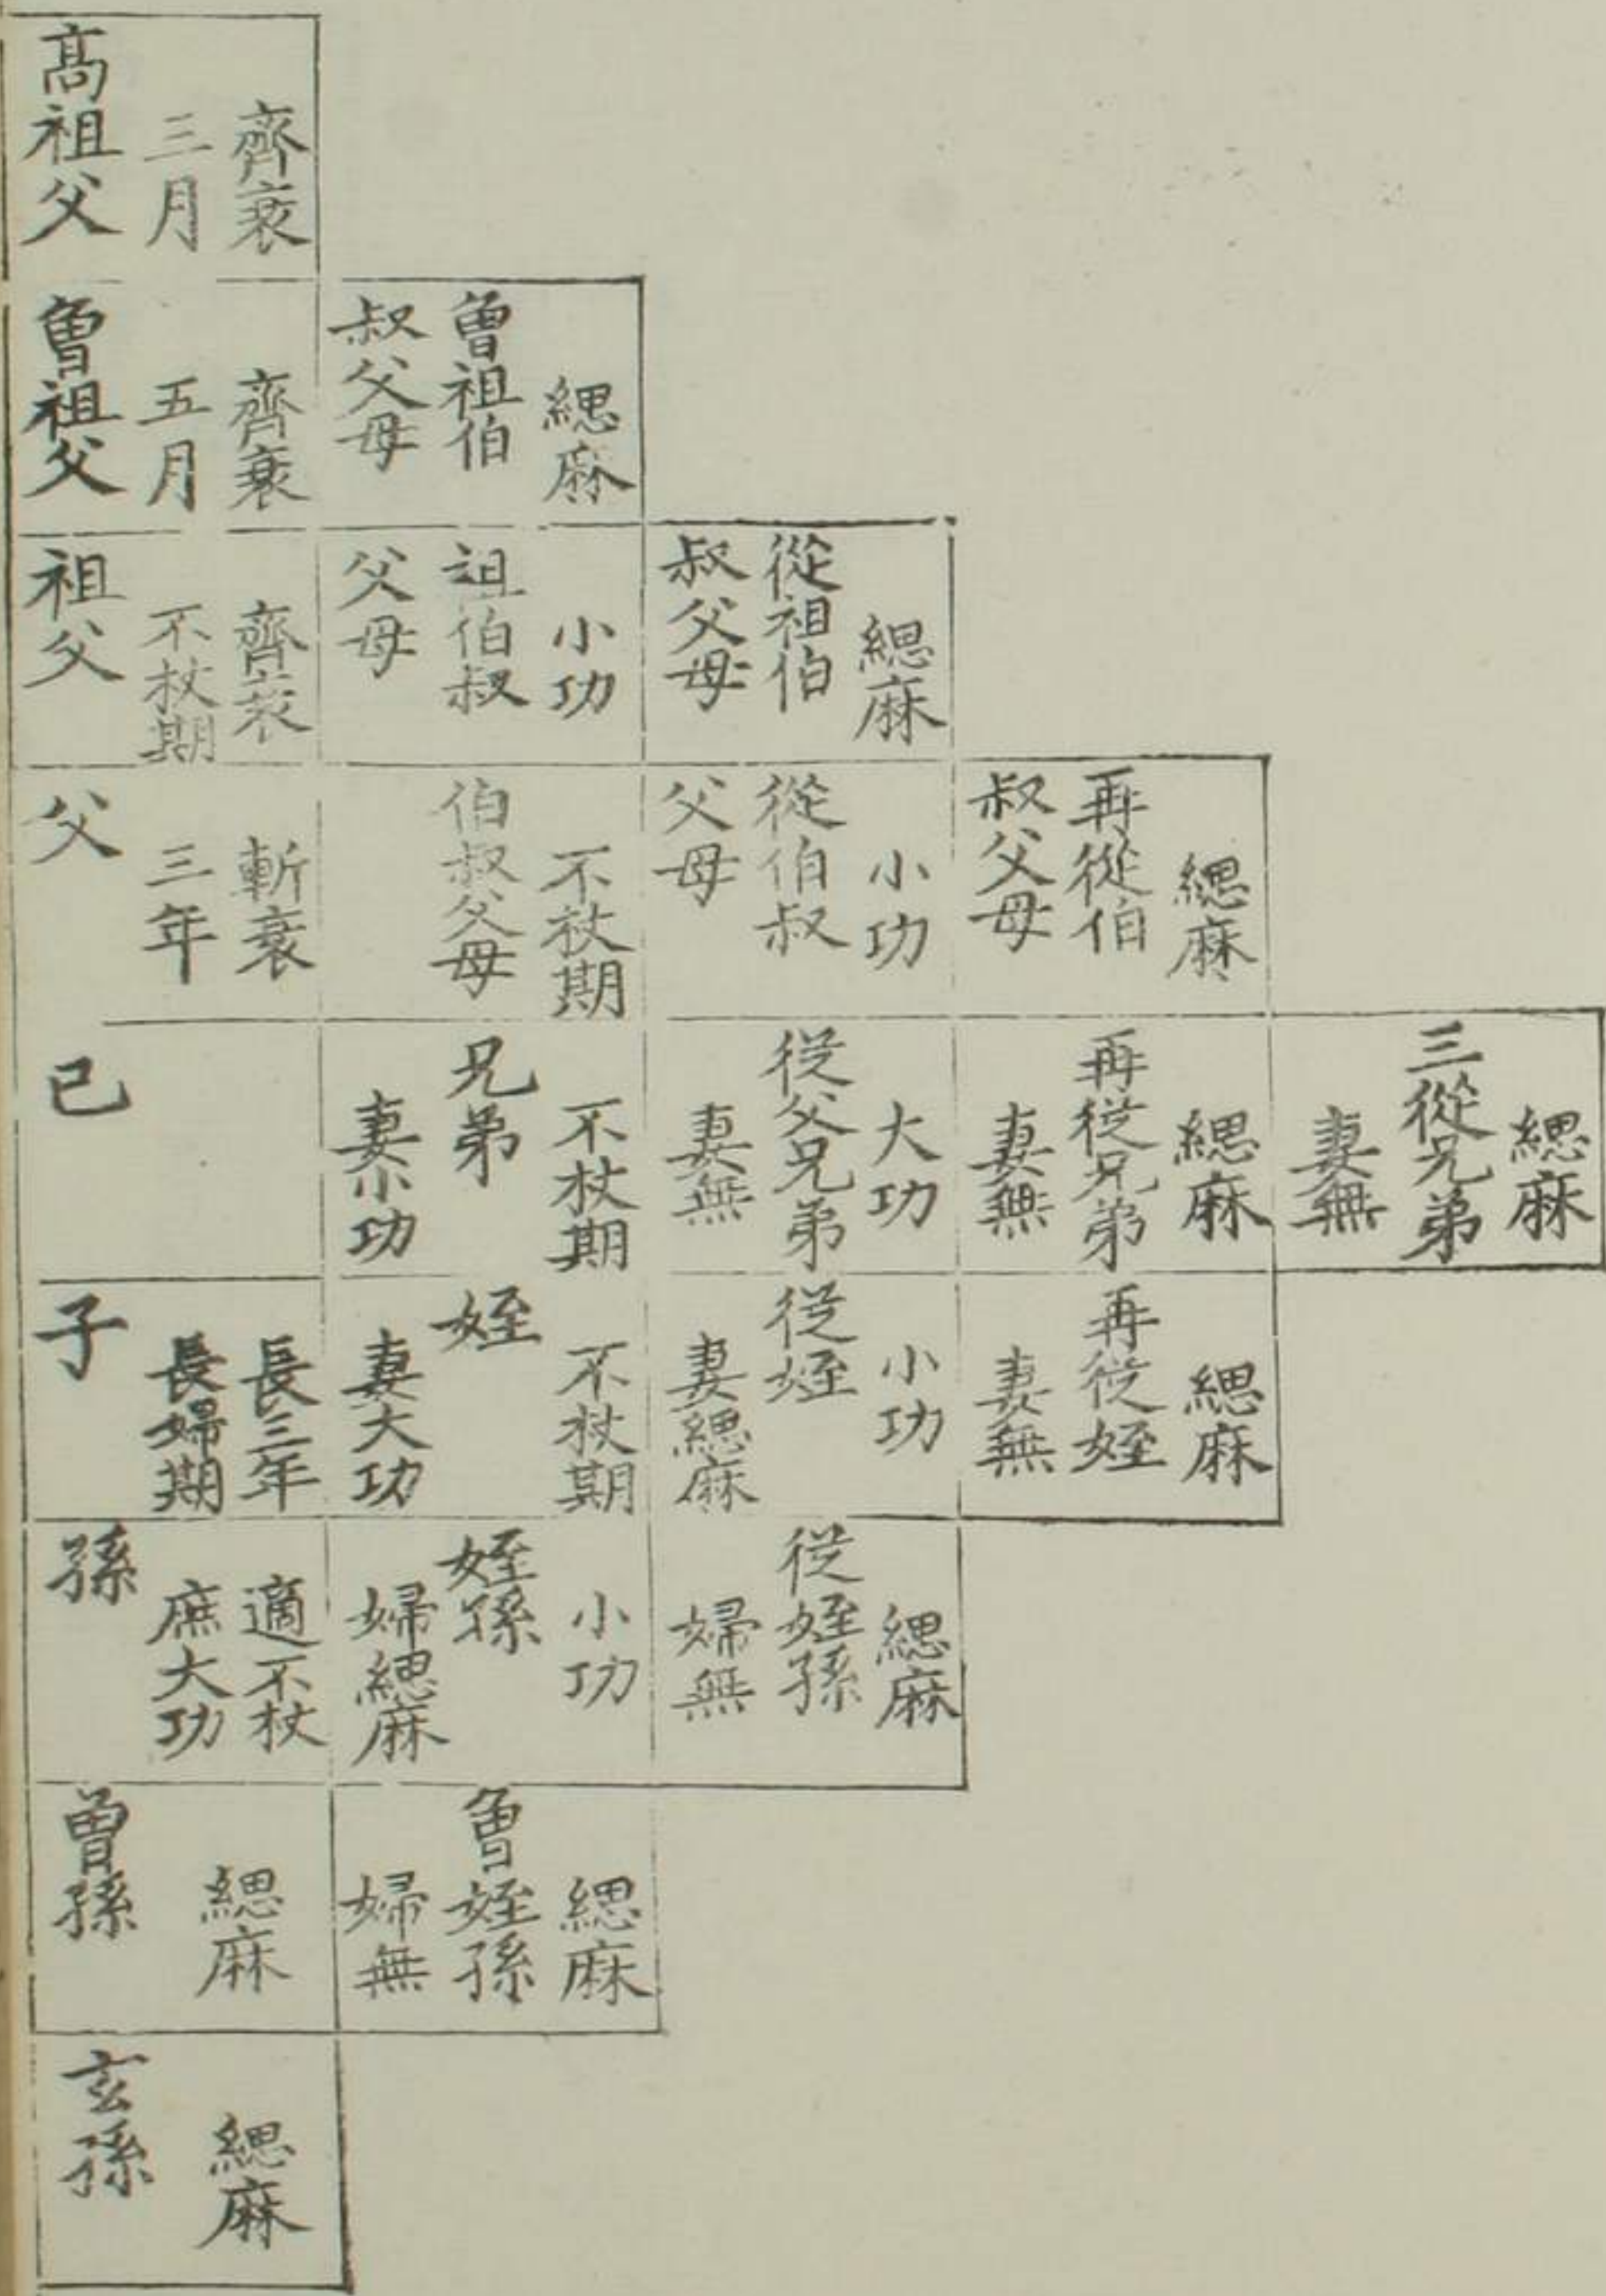 齊衰
三月
髙祖父
緦麻
曾祖伯
叔父母
齊衰
五月
曾祖父
緦麻
從祖伯
叔父母
小功
祖伯叔
父母
齊衰
不杖期
祖父
緦麻
再從伯
叔父母
小功
從伯叔
父母
不杖期
伯叔父母
斬衰
三年
父
緦麻
三從兄弟
妻無
緦麻
再從兄弟
妻無
大功
從父兄弟
妻無
不杖期
兄弟
妻小功
己
緦麻
再從姪
妻無
小功
從姪
妻緦麻
不杖期
姪
妻大功
長三年
長婦期
子
緦麻
從姪孫
婦無
小功
姪孫
婦緦麻
適不杖
庶大功
孫
緦麻
曾姪孫
婦無
緦麻
曾孫
緦麻
玄孫